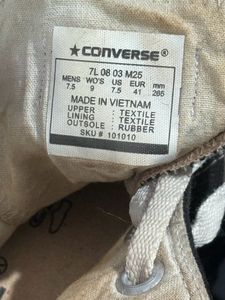 ★CONVERSE®
7L 08 03 M25
MENS WO'S US EUR mm
7.5 9 7.5 41 265
MADE IN VIETNAM
UPPER : TEXTILE
LINING : TEXTILE
OUTSOLE : RUBBER
SKU # 101010